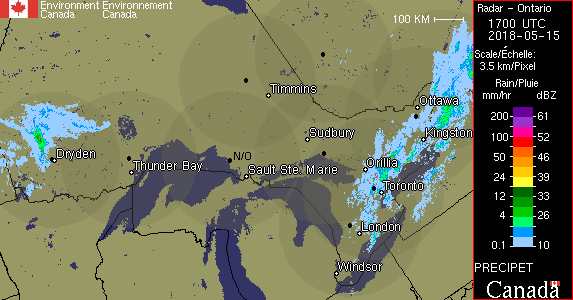 Environment Environnement
Canada Canada
Radar - Ontario
1700 UTC
2018-05-15
Scale/Échelle:
3.5 km/Pixel
Rain/Pluie
mm/hr dBZ
200 61
100 52
50 46
24 39
12 33
4 26
0.1 10
PRECIPET
Canada
100 KM
Timmins
Ottawa
Sudbury
Kingston
Dryden
Thunder Bay
N/O
Sault Ste. Marie
Orillia
Toronto
London
Windsor